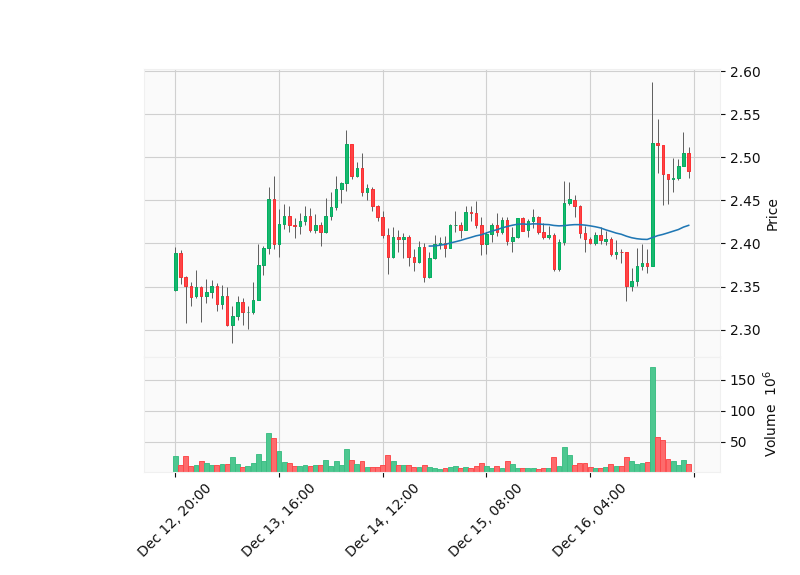 2.60
2.55
2.50
2.45
2.40
2.35
2.30
Price
150
100
50
Volume 10⁶
Dec 12, 20:00
Dec 13, 16:00
Dec 14, 12:00
Dec 15, 08:00
Dec 16, 04:00